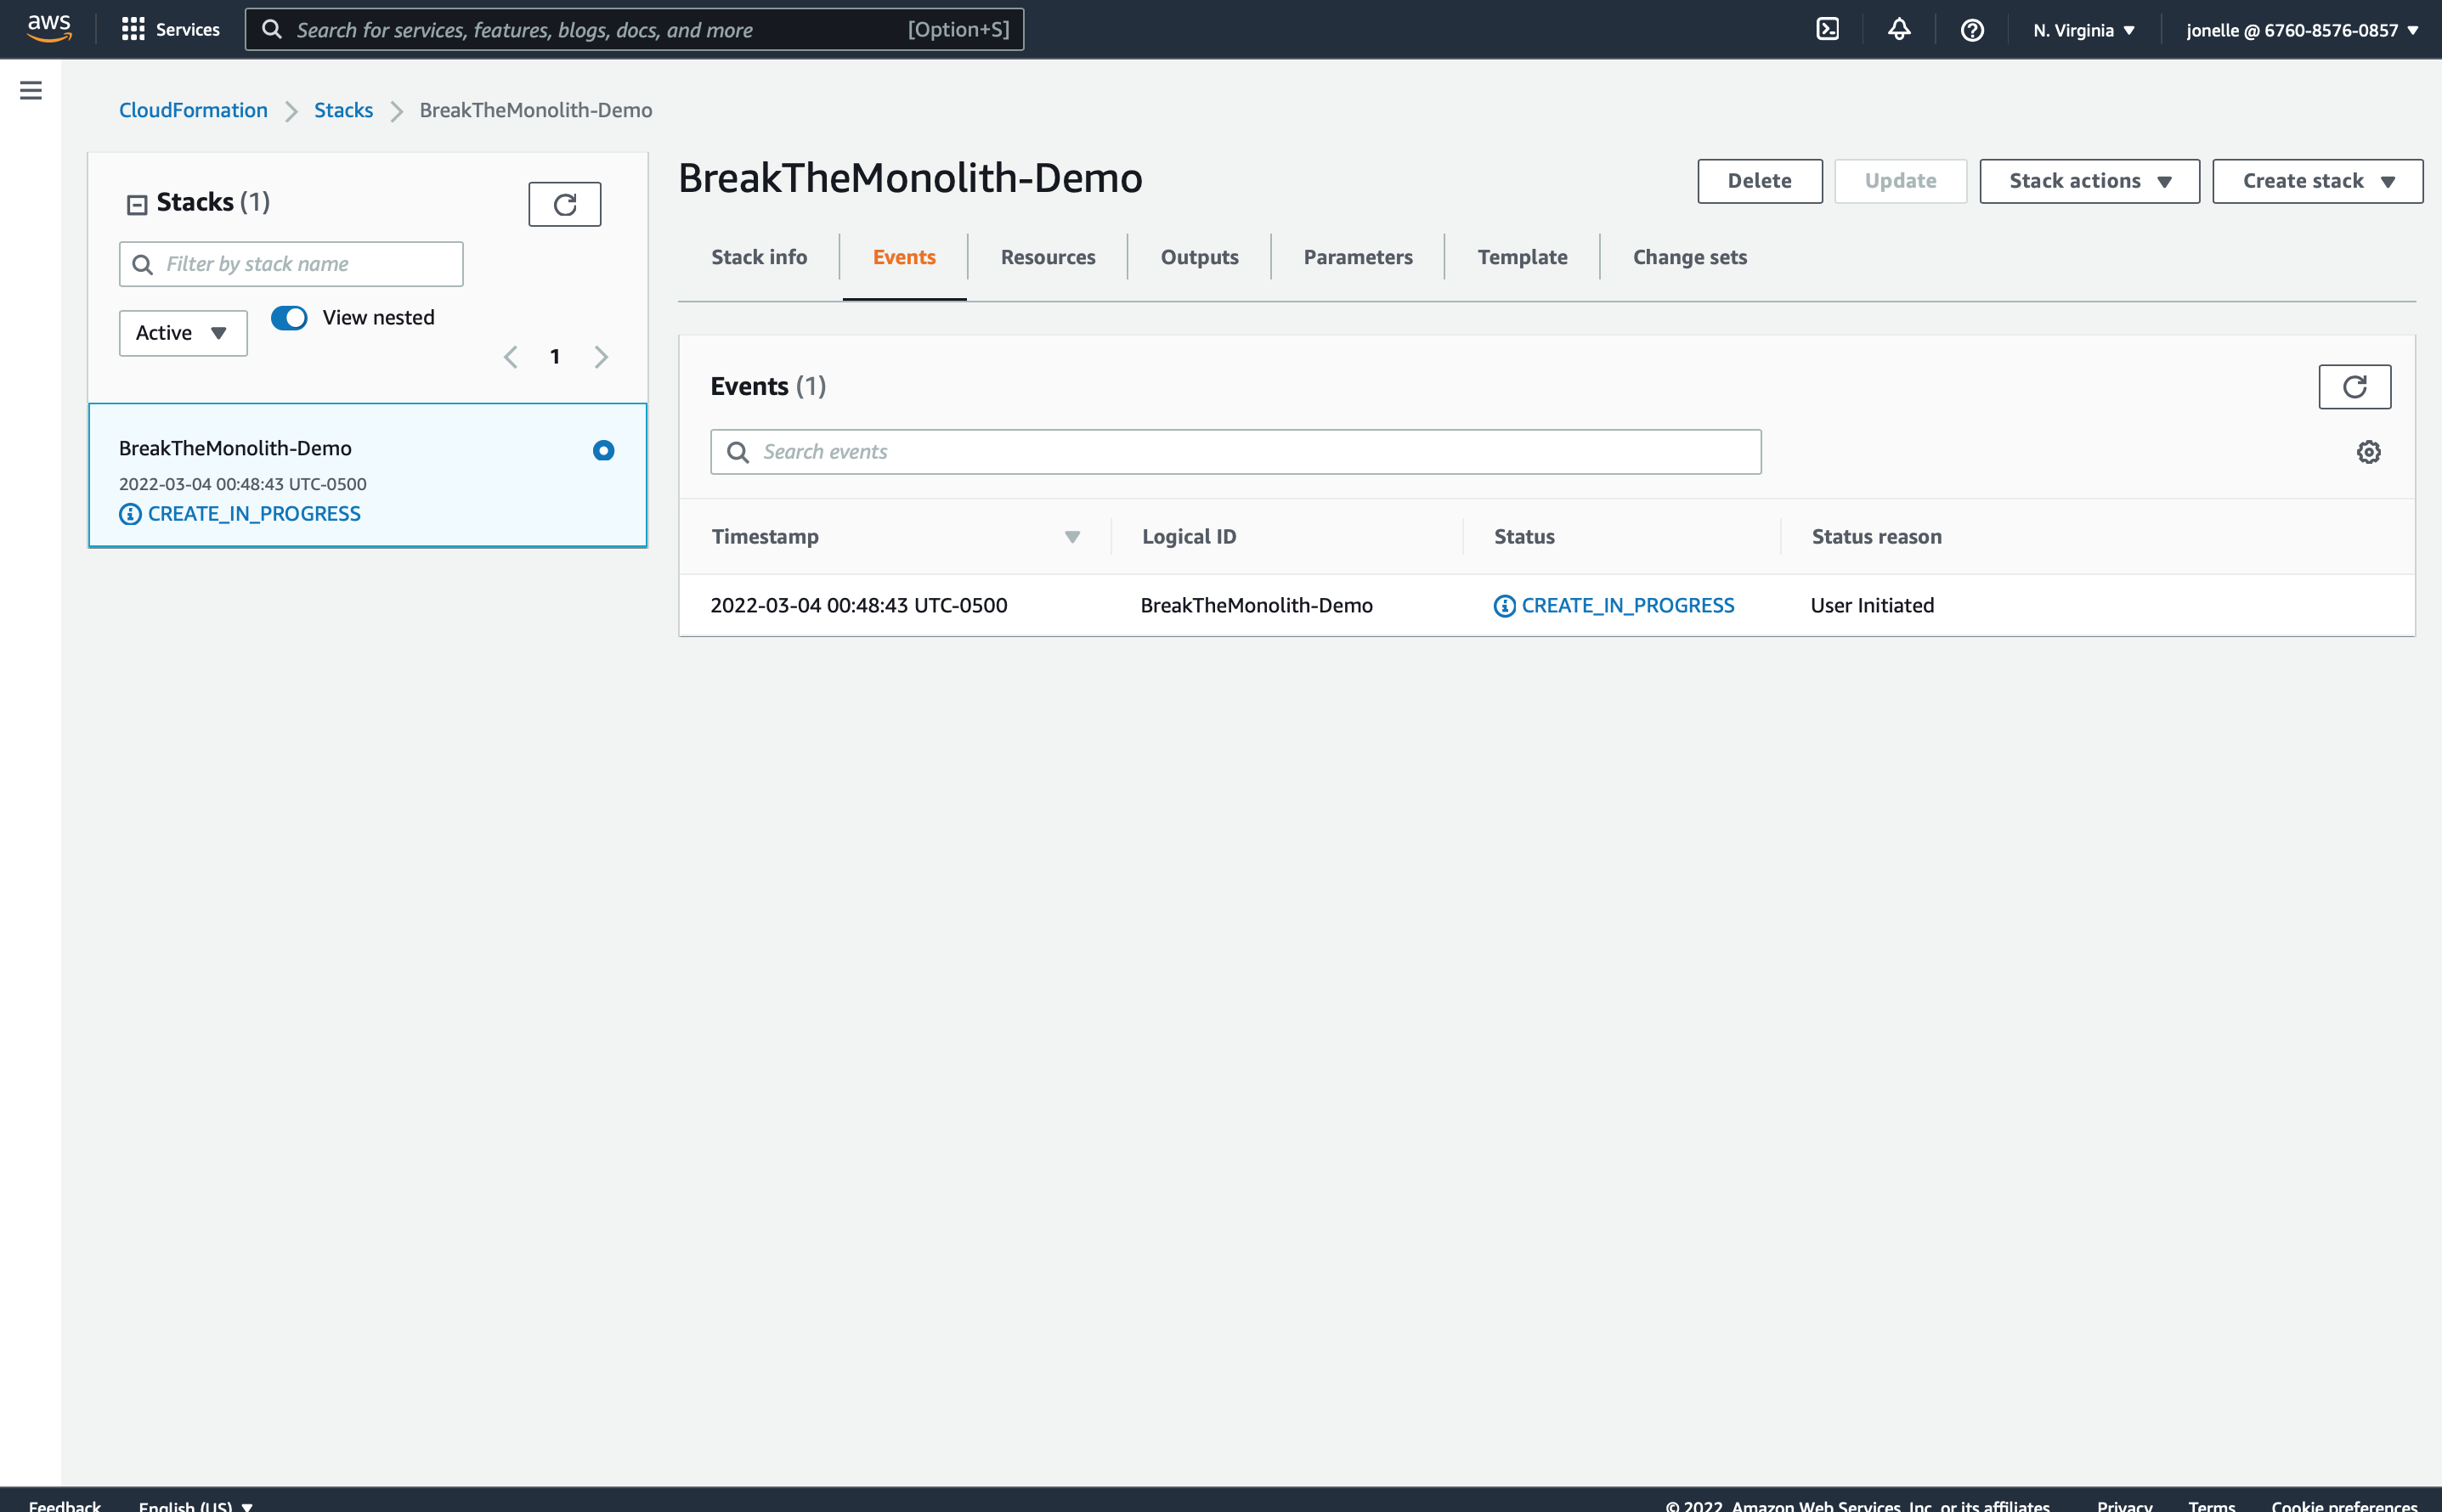 aws
Services
Search for services, features, blogs, docs, and more
[Option+S]
N. Virginia
jonelle @ 6760-8576-0857
CloudFormation
Stacks
BreakTheMonolith-Demo
Stacks (1)
Filter by stack name
Active
View nested
1
BreakTheMonolith-Demo
2022-03-04 00:48:43 UTC-0500
CREATE_IN_PROGRESS
BreakTheMonolith-Demo
Delete
Update
Stack actions
Create stack
Stack info
Events
Resources
Outputs
Parameters
Template
Change sets
Events (1)
Search events
Timestamp
Logical ID
Status
Status reason
2022-03-04 00:48:43 UTC-0500
BreakTheMonolith-Demo
CREATE_IN_PROGRESS
User Initiated
Feedback
English (US)
© 2022, Amazon Web Services, Inc. or its affiliates.
Privacy
Terms
Cookie preferences